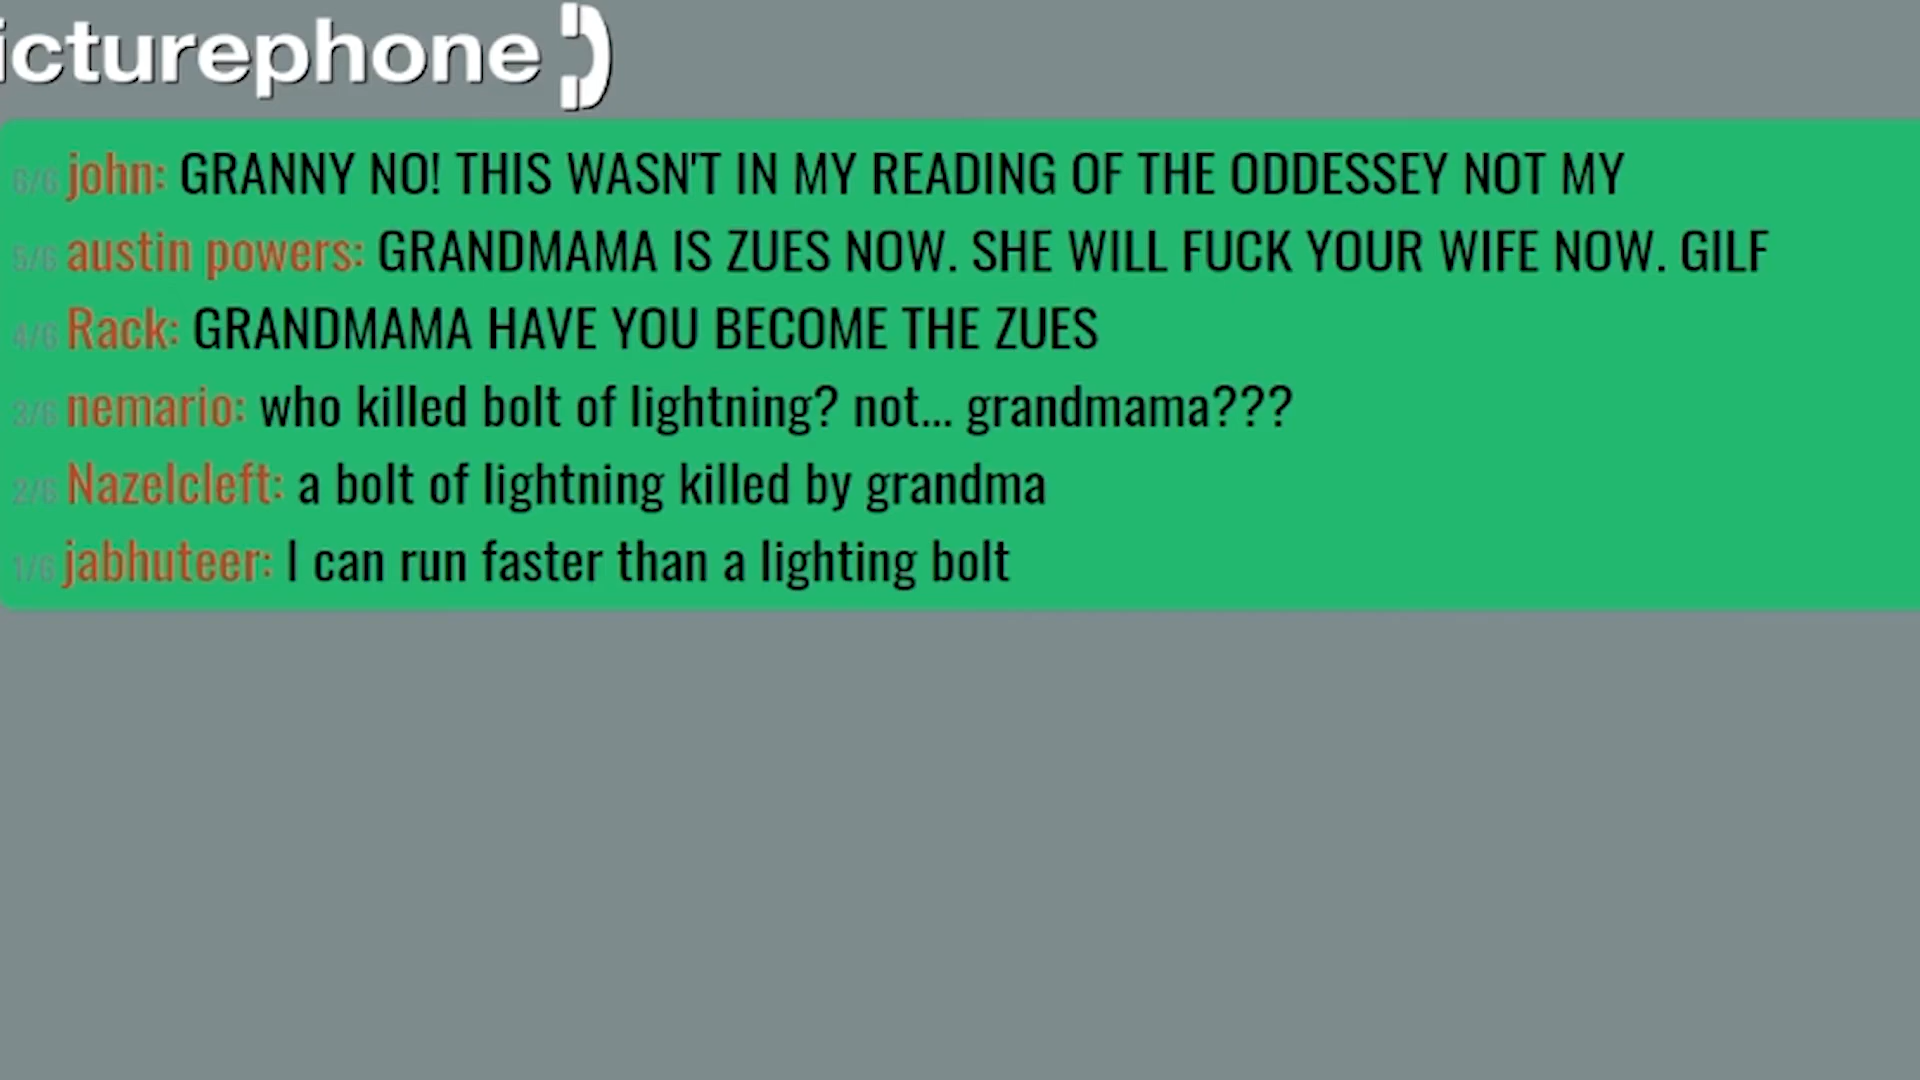 icturephone
6/6 john: GRANNY NO! THIS WASN'T IN MY READING OF THE ODDESSEY NOT MY
5/6 austin powers: GRANDMAMA IS ZUES NOW. SHE WILL FUCK YOUR WIFE NOW. GILF
4/6 Rack: GRANDMAMA HAVE YOU BECOME THE ZUES
3/6 nemario: who killed bolt of lightning? not... grandmama???
2/6 Nazelcleft: a bolt of lightning killed by grandma
1/6 jabhuteer: I can run faster than a lighting bolt